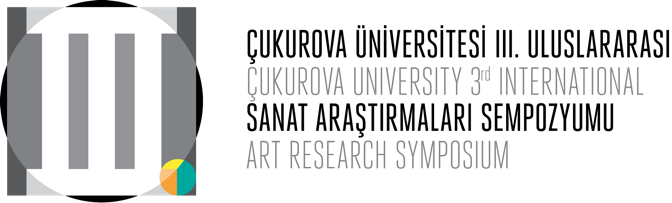 ÇUKUROVA ÜNİVERSİTESİ III. ULUSLARARASI
ÇUKUROVA UNIVERSITY 3rd INTERNATIONAL
SANAT ARAŞTIRMALARI SEMPOZYUMU
ART RESEARCH SYMPOSIUM